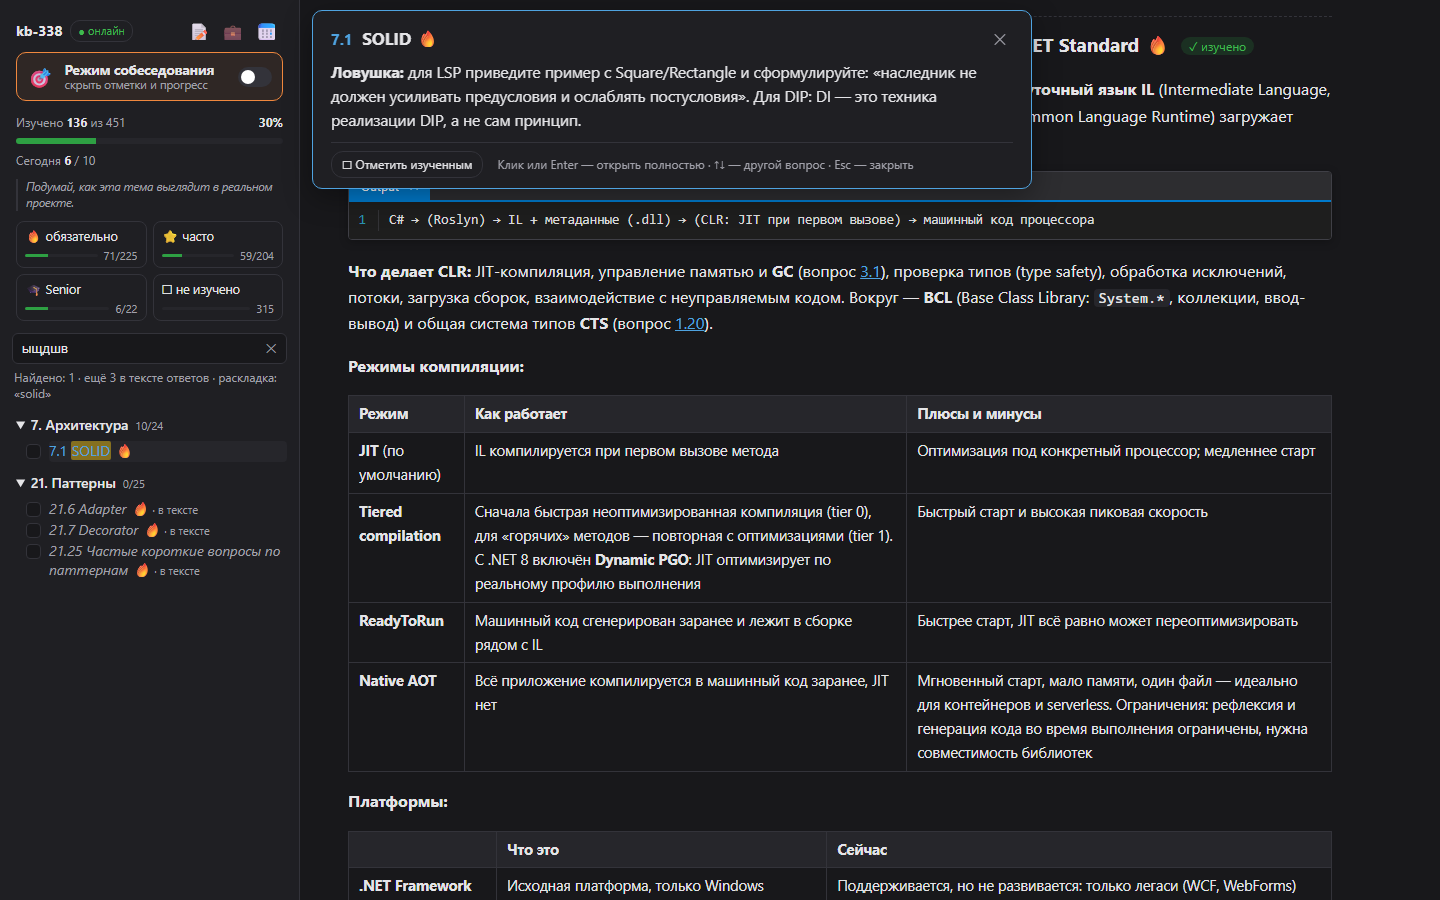 kb-338
онлайн
Режим собеседования
скрыть отметки и прогресс
Изучено 136 из 451
30%
Сегодня 6 / 10
Подумай, как эта тема выглядит в реальном
проекте.
обязательно
71/225
часто
59/204
Senior
6/22
не изучено
315
ыщдшв
Найдено: 1 · ещё 3 в тексте ответов · раскладка:
«solid»
7. Архитектура 10/24
7.1 SOLID
21. Паттерны 0/25
21.6 Adapter · в тексте
21.7 Decorator · в тексте
21.25 Частые короткие вопросы по
паттернам · в тексте
7.1 SOLID
Ловушка: для LSP приведите пример с Square/Rectangle и сформулируйте: «наследник не
должен усиливать предусловия и ослаблять постусловия». Для DIP: DI — это техника
реализации DIP, а не сам принцип.
Отметить изученным
Клик или Enter — открыть полностью · ↑↓ — другой вопрос · Esc — закрыть
ET Standard
✓ изучено
уточный язык IL (Intermediate Language,
mmon Language Runtime) загружает
1 C# → (Roslyn) → IL + метаданные (.dll) → (CLR: JIT при первом вызове) → машинный код процессора
Что делает CLR: JIT-компиляция, управление памятью и GC (вопрос 3.1), проверка типов (type safety), обработка исключений,
потоки, загрузка сборок, взаимодействие с неуправляемым кодом. Вокруг — BCL (Base Class Library: System.*, коллекции, ввод-
вывод) и общая система типов CTS (вопрос 1.20).
Режимы компиляции:
Режим
Как работает
Плюсы и минусы
JIT (по
умолчанию)
IL компилируется при первом вызове метода
Оптимизация под конкретный процессор; медленнее старт
Tiered
compilation
Сначала быстрая неоптимизированная компиляция (tier 0),
для «горячих» методов — повторная с оптимизациями (tier 1).
С .NET 8 включён Dynamic PGO: JIT оптимизирует по
реальному профилю выполнения
Быстрый старт и высокая пиковая скорость
ReadyToRun
Машинный код сгенерирован заранее и лежит в сборке
рядом с IL
Быстрее старт, JIT всё равно может переоптимизировать
Native AOT
Всё приложение компилируется в машинный код заранее, JIT
нет
Мгновенный старт, мало памяти, один файл — идеально
для контейнеров и serverless. Ограничения: рефлексия и
генерация кода во время выполнения ограничены, нужна
совместимость библиотек
Платформы:
Что это
Сейчас
.NET Framework
Исходная платформа, только Windows
Поддерживается, но не развивается: только легаси (WCF, WebForms)